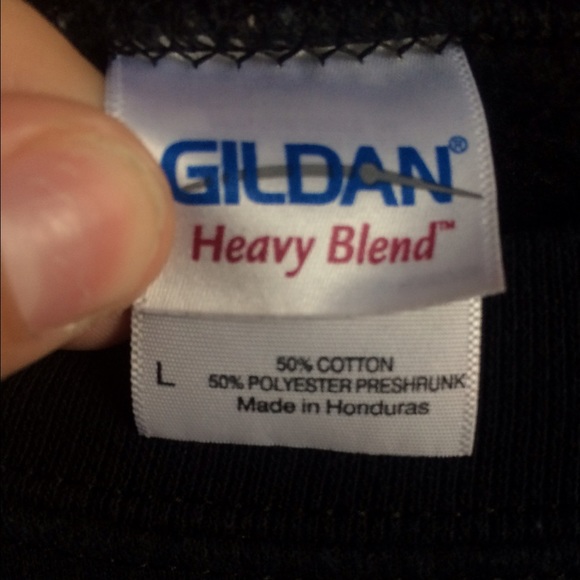 GILDAN®
Heavy Blend™
L
50% COTTON
50% POLYESTER PRESHRUNK
Made in Honduras